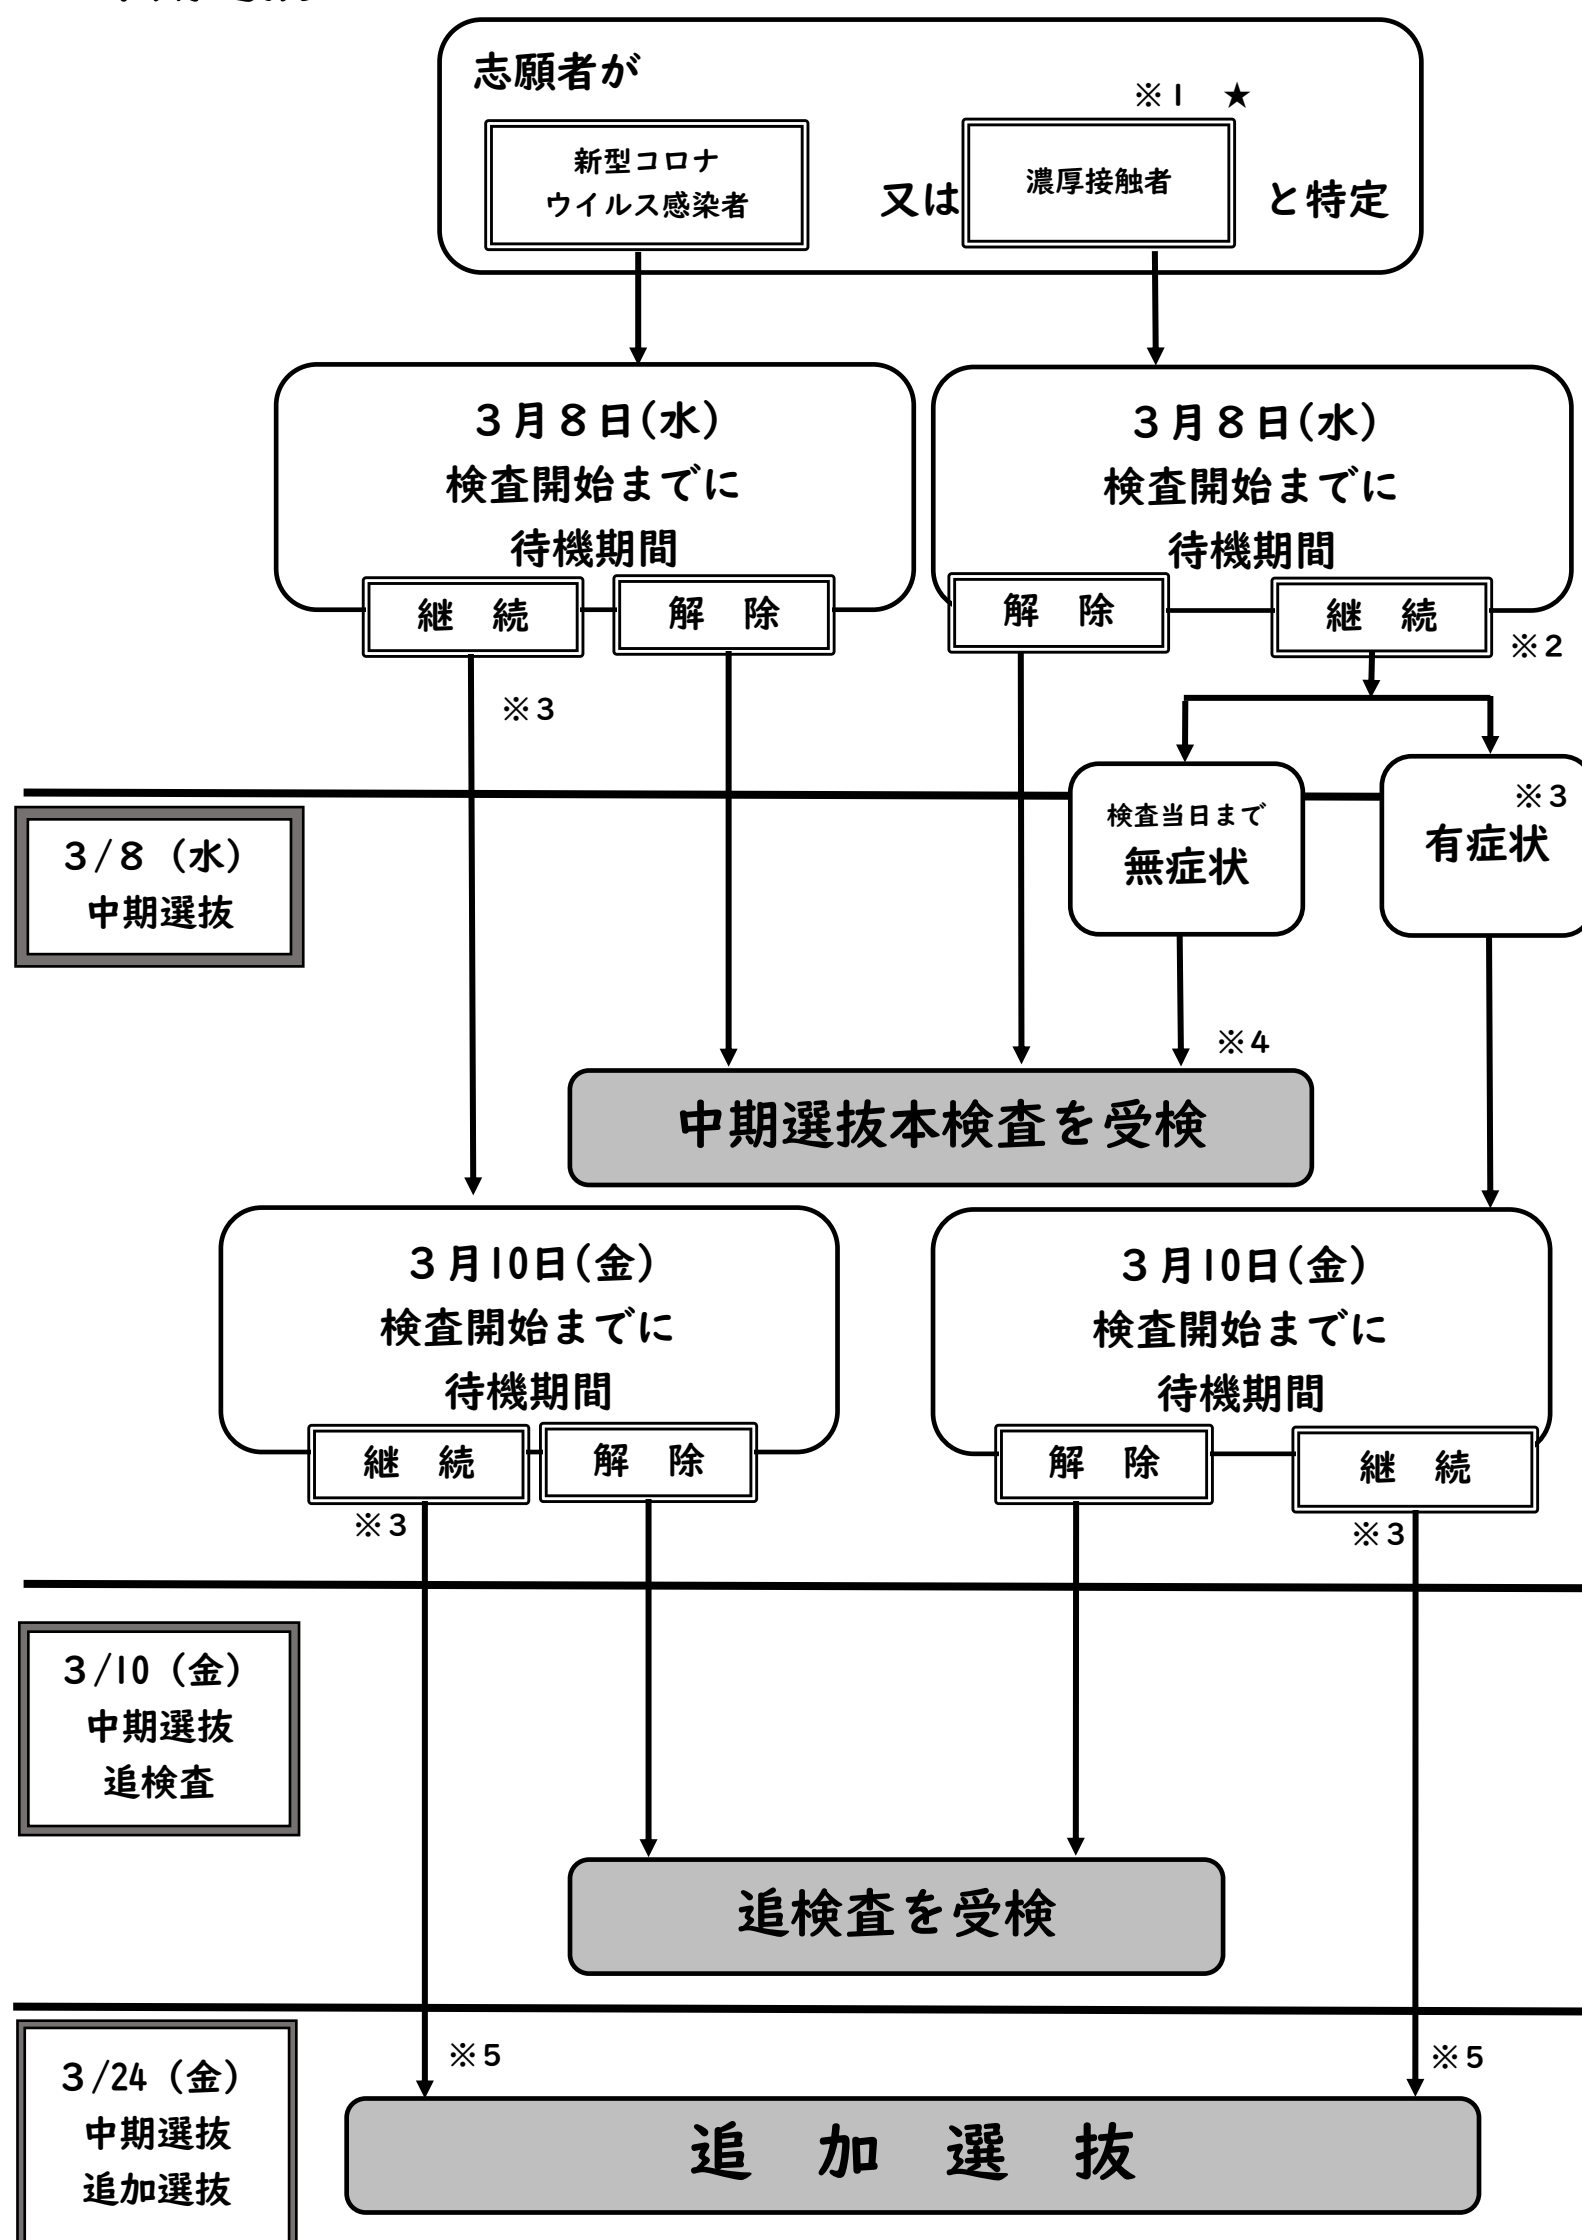 志願者が
※1 ★
新型コロナ
ウイルス感染者
又は
濃厚接触者
と特定
３月８日(水)
検査開始までに
待機期間
継　続
解　除
３月８日(水)
検査開始までに
待機期間
解　除
継　続
※2
※3
検査当日まで
無症状
※3
有症状
3/8（水）
中期選抜
※4
中期選抜本検査を受検
３月10日(金)
検査開始までに
待機期間
継　続
解　除
３月10日(金)
検査開始までに
待機期間
解　除
継　続
※3
※3
3/10（金）
中期選抜
追検査
追検査を受検
3/24（金）
中期選抜
追加選抜
※5
※5
追　加　選　抜